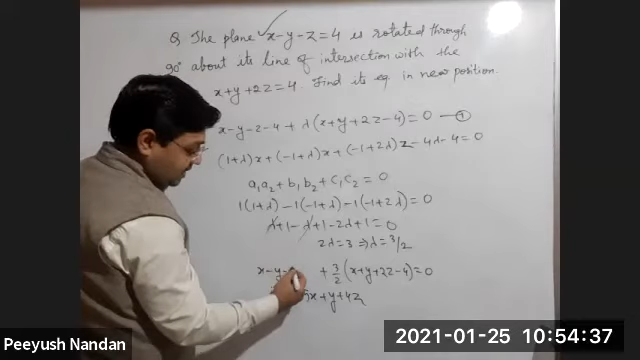 Q The plane x-y-z=4 is rotated through
90° about its line of intersection with the
x+y+2z=4. Find its eq in new position.
x-y-z-4 + λ(x+y+2z-4)=0 —①
(1+λ)x + (-1+λ)x + (-1+2λ)z -4λ-4=0
a₁a₂+b₁b₂+c₁c₂=0
1(1+λ) -1(-1+λ) -1(-1+2λ)=0
λ+1-λ+1-2λ+1=0
2λ=3 ⇒ λ=3/2
x-y- + 3/2(x+y+2z-4)=0
x+y+4z
Peeyush Nandan
2021-01-25 10:54:37